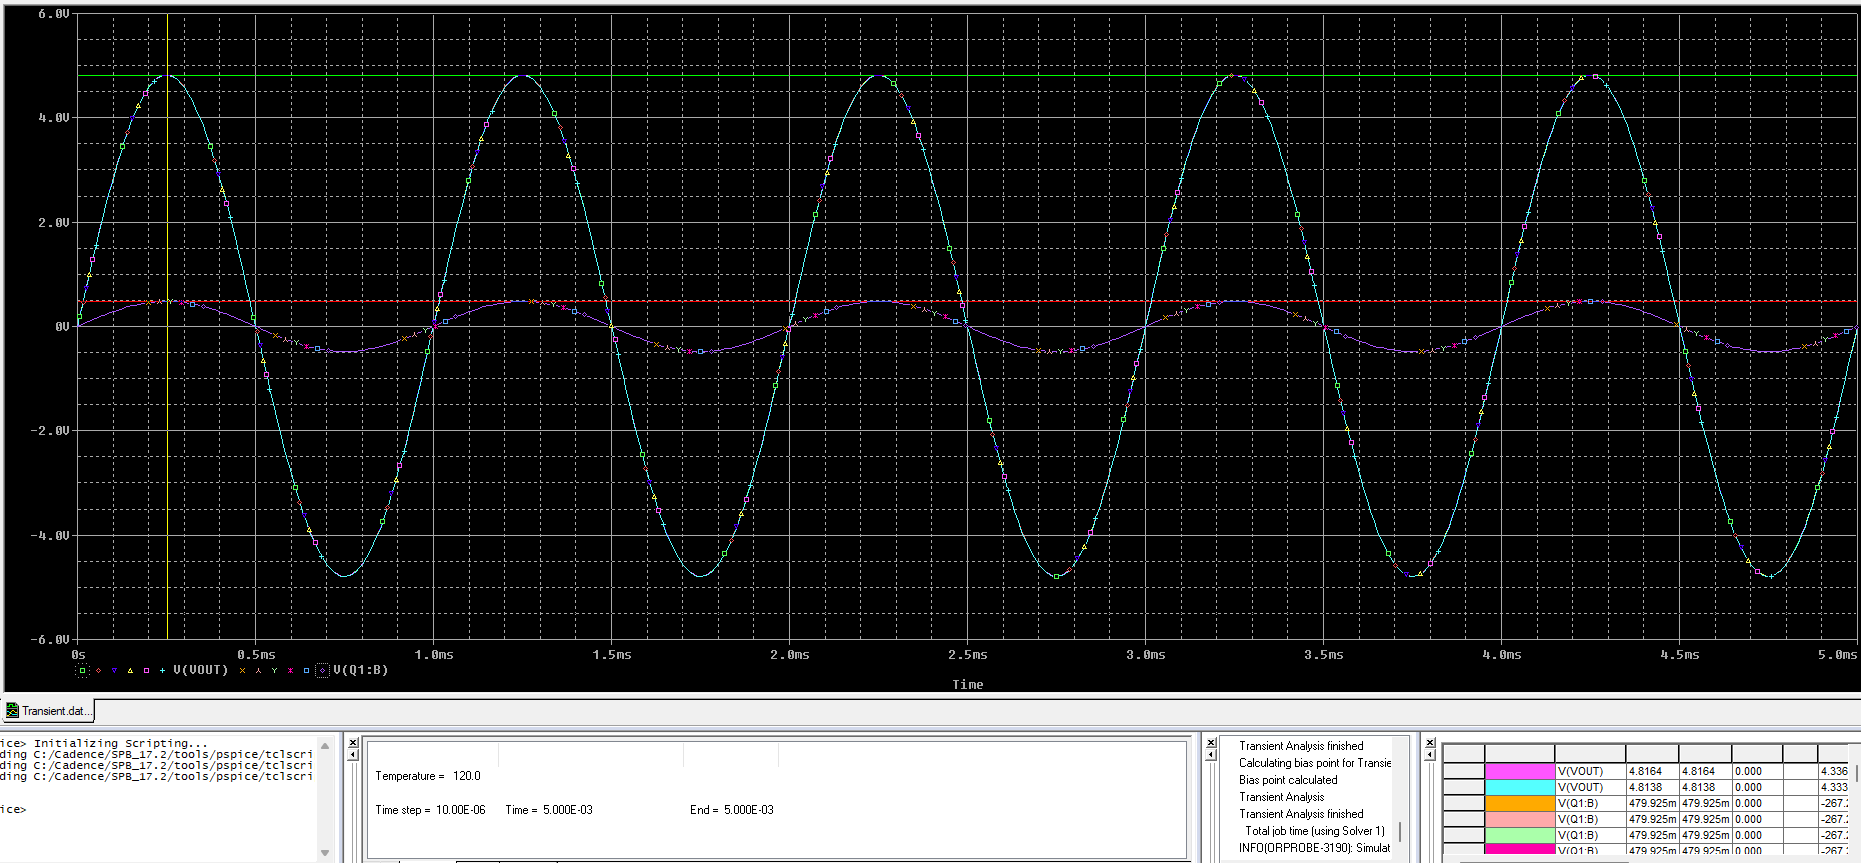 6.0V
4.0V
2.0V
0V
-2.0V
-4.0V
-6.0V
0s 0.5ms 1.0ms 1.5ms 2.0ms 2.5ms 3.0ms 3.5ms 4.0ms 4.5ms 5.0ms
V(VOUT) V(Q1:B)
Time
Transient.dat...
ice> Initializing Scripting...
ding C:/Cadence/SPB_17.2/tools/pspice/tclscri
ding C:/Cadence/SPB_17.2/tools/pspice/tclscri
ding C:/Cadence/SPB_17.2/tools/pspice/tclscri
ice>
Temperature = 120.0
Time step = 10.00E-06 Time = 5.000E-03 End = 5.000E-03
Transient Analysis finished
Calculating bias point for Transie
Bias point calculated
Transient Analysis
Transient Analysis finished
Total job time (using Solver 1)
INFO(ORPROBE-3190): Simulat
V(VOUT) 4.8164 4.8164 0.000 4.336
V(VOUT) 4.8138 4.8138 0.000 4.333
V(Q1:B) 479.925m 479.925m 0.000 -267.2
V(Q1:B) 479.925m 479.925m 0.000 -267.2
V(Q1:B) 479.925m 479.925m 0.000 -267.2
V(Q1:B) 479.925m 479.925m 0.000 -267.2